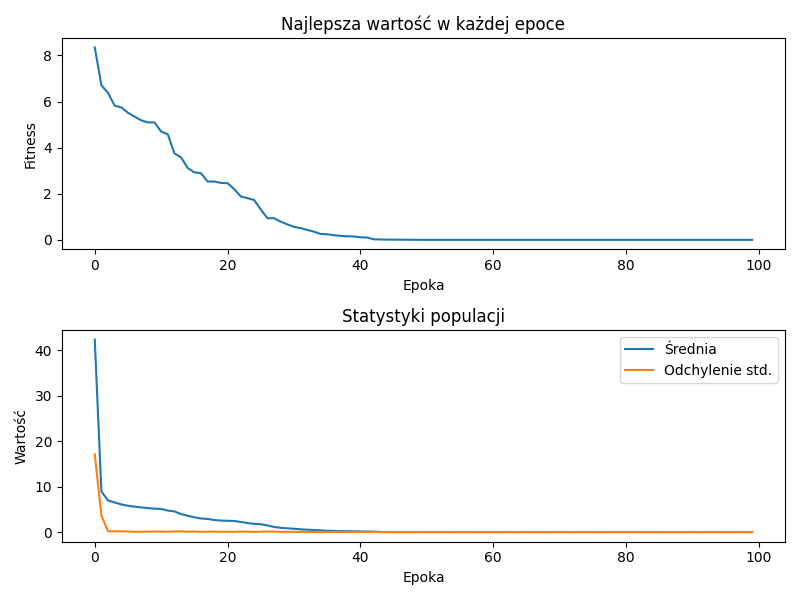 Najlepsza wartość w każdej epoce
8
6
4
2
0
Fitness
0 20 40 60 80 100
Epoka
Statystyki populacji
40
30
20
10
0
Wartość
Średnia
Odchylenie std.
0 20 40 60 80 100
Epoka